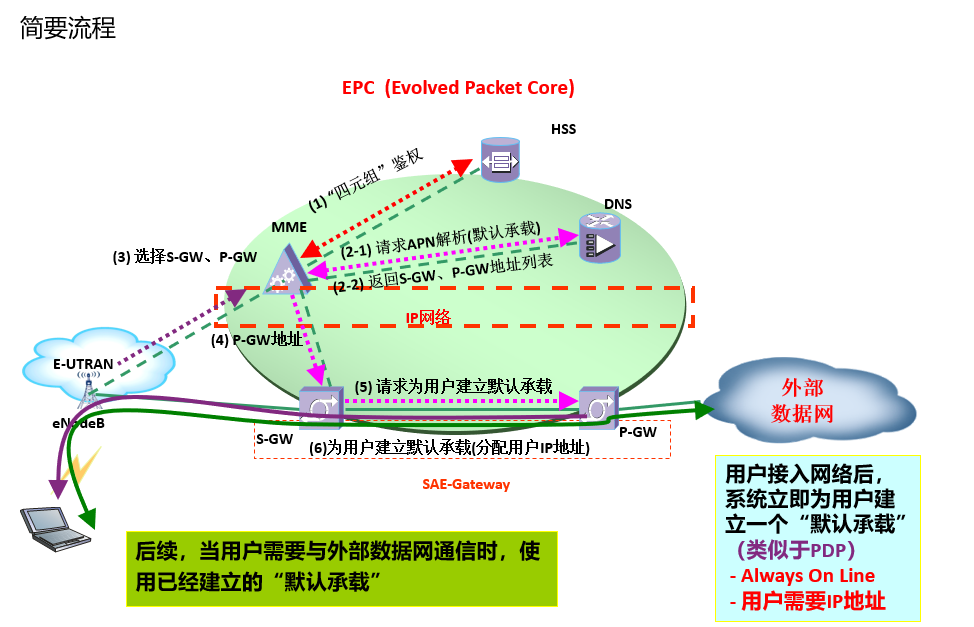 简要流程
EPC (Evolved Packet Core)
HSS
(1) “四元组”鉴权
DNS
MME
(2-1) 请求APN解析(默认承载)
(3) 选择S-GW、P-GW
(2-2) 返回S-GW、P-GW地址列表
IP网络
(4) P-GW地址
E-UTRAN
(5) 请求为用户建立默认承载
外部
数据网
eNodeB
S-GW
P-GW
(6)为用户建立默认承载(分配用户IP地址)
SAE-Gateway
用户接入网络后，
系统立即为用户建
立一个“默认承载”
（类似于PDP）
- Always On Line
- 用户需要IP地址
后续，当用户需要与外部数据网通信时，使
用已经建立的“默认承载”